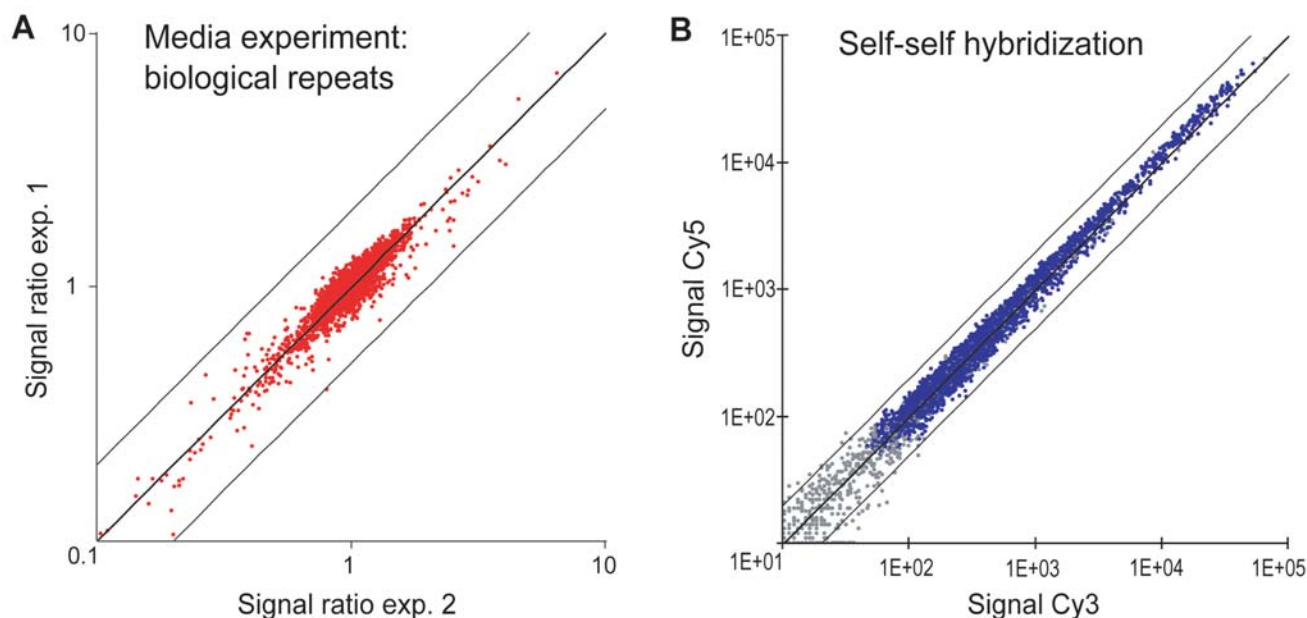 A
Media experiment:
biological repeats
10
1
0.1
1
10
Signal ratio exp. 1
Signal ratio exp. 2
B
Self-self hybridization
1E+05
1E+04
1E+03
1E+02
1E+01
1E+02
1E+03
1E+04
1E+05
Signal Cy5
Signal Cy3